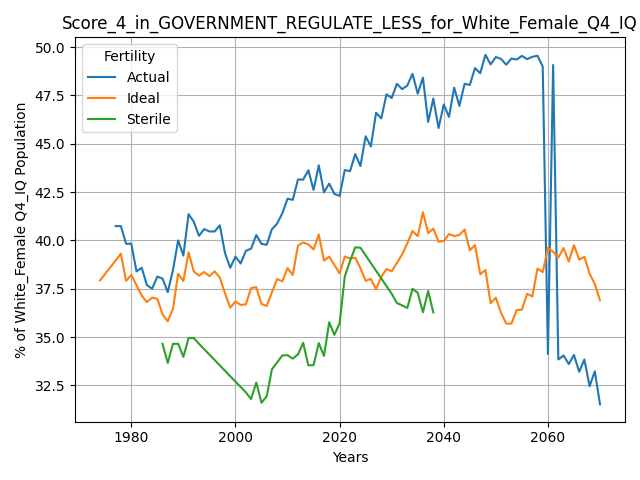 Score_4_in_GOVERNMENT_REGULATE_LESS_for_White_Female_Q4_IQ
% of White_Female Q4_IQ Population
50.0
47.5
45.0
42.5
40.0
37.5
35.0
32.5
Fertility
Actual
Ideal
Sterile
1980
2000
2020
2040
2060
Years